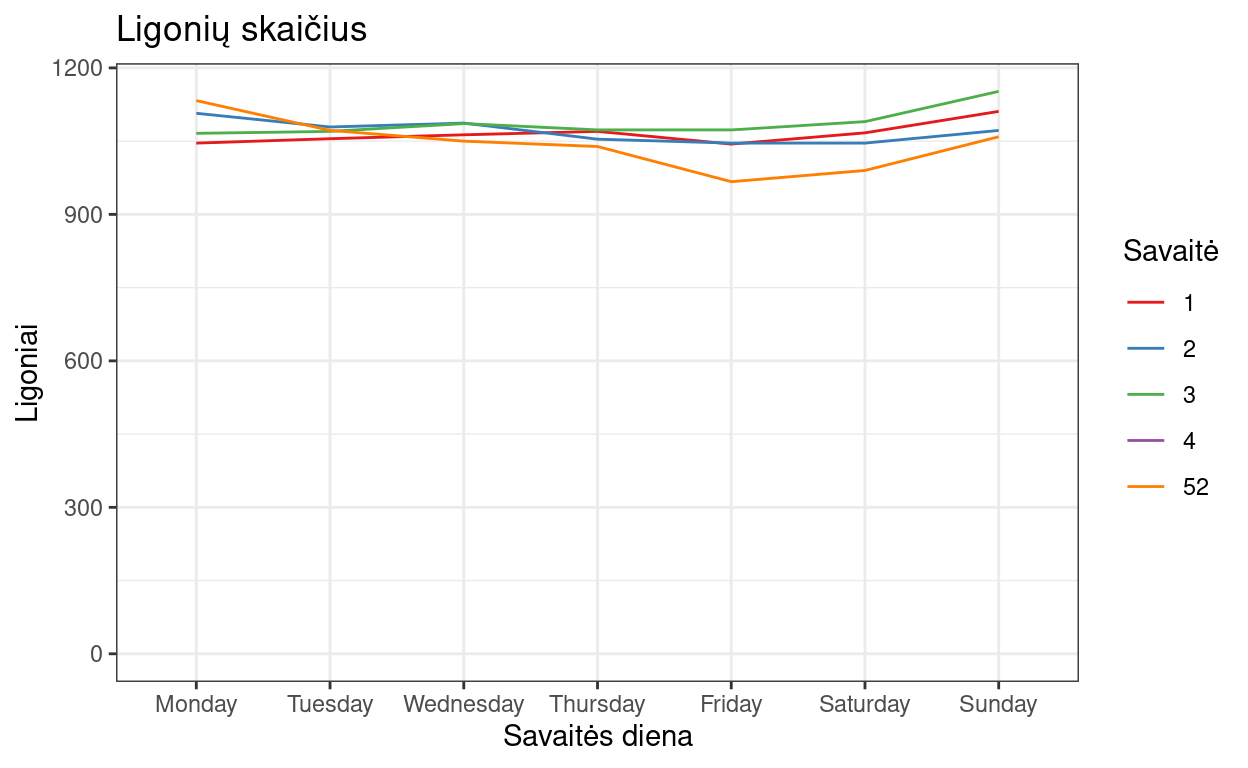 Ligonių skaičius
1200
900
600
300
0
Ligoniai
Monday Tuesday Wednesday Thursday Friday Saturday Sunday
Savaitės diena
Savaitė
1
2
3
4
52